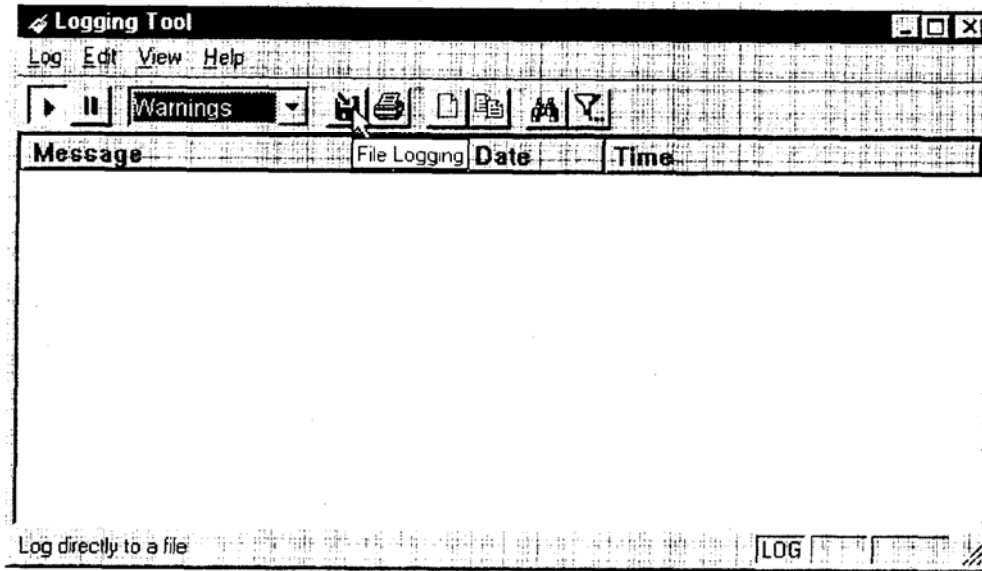 Logging Tool
Log Edit View Help
Warnings
Message File Logging Date Time
Log directly to a file LOG